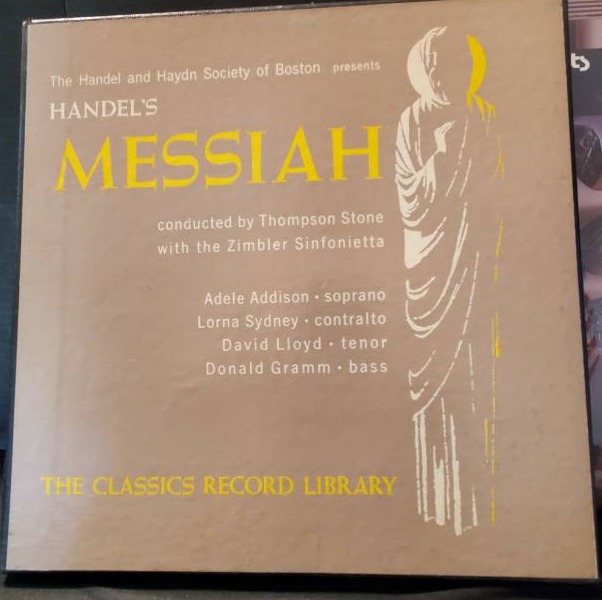 The Handel and Haydn Society of Boston presents
HANDEL'S
MESSIAH
conducted by Thompson Stone
with the Zimbler Sinfonietta
Adele Addison • soprano
Lorna Sydney • contralto
David Lloyd • tenor
Donald Gramm • bass
THE CLASSICS RECORD LIBRARY